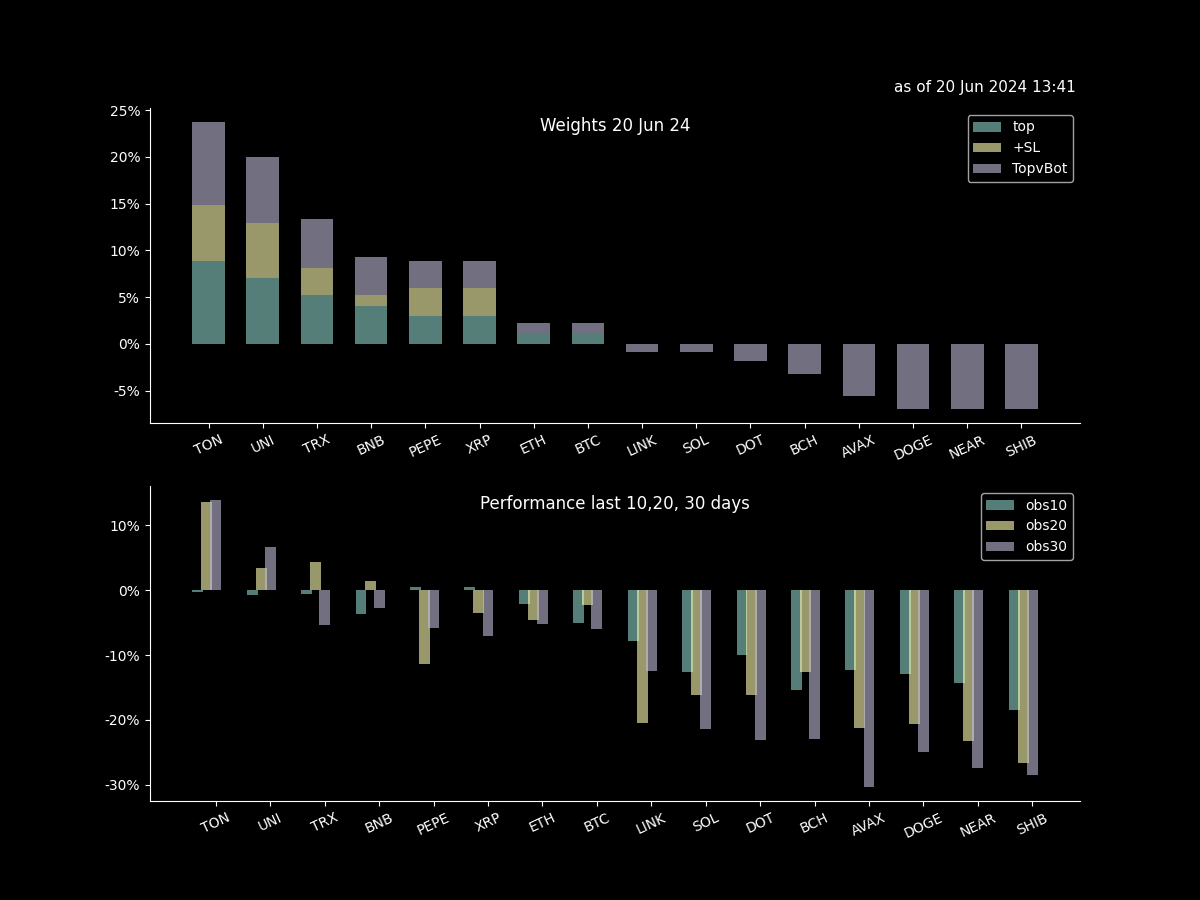 as of 20 Jun 2024 13:41
Weights 20 Jun 24
top
+SL
TopvBot
25%
20%
15%
10%
5%
0%
-5%
TON UNI TRX BNB PEPE XRP ETH BTC LINK SOL DOT BCH AVAX DOGE NEAR SHIB
Performance last 10,20, 30 days
obs10
obs20
obs30
10%
0%
-10%
-20%
-30%
TON UNI TRX BNB PEPE XRP ETH BTC LINK SOL DOT BCH AVAX DOGE NEAR SHIB